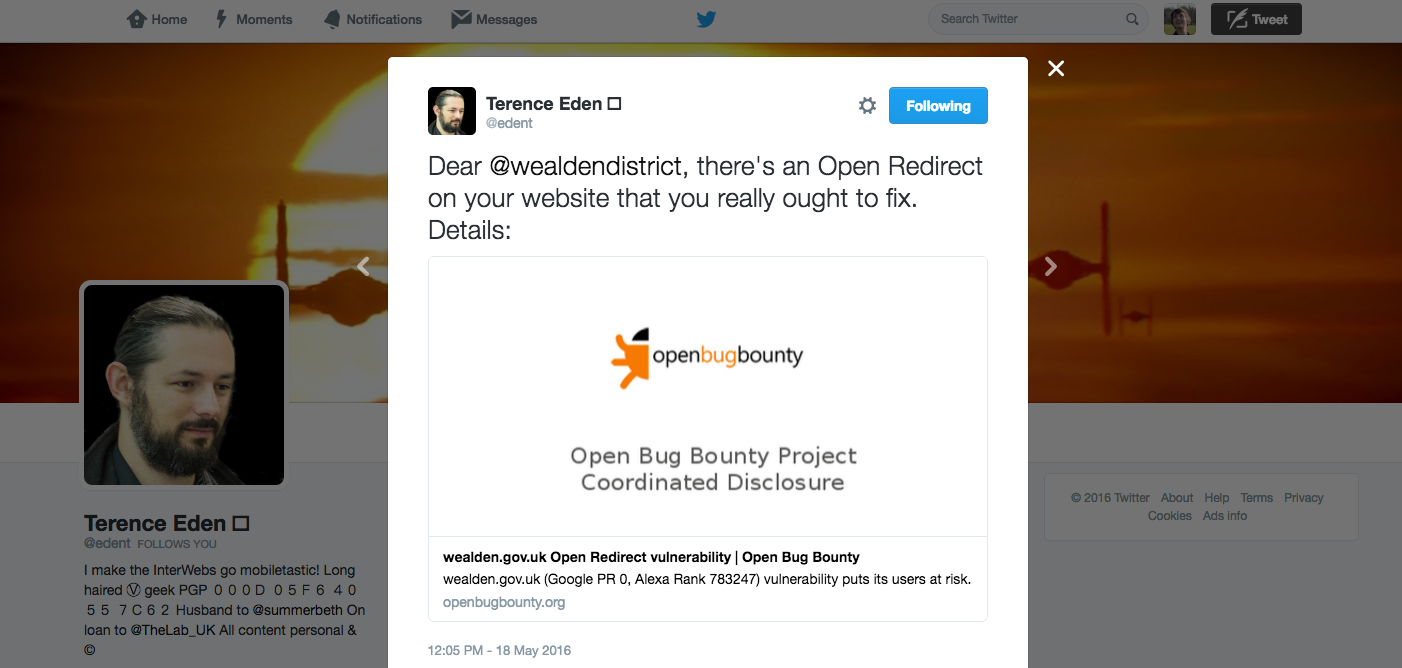 Home
Moments
Notifications
Messages
Search Twitter
Tweet
Terence Eden □
@edent
Following
Dear @wealdendistrict, there's an Open Redirect
on your website that you really ought to fix.
Details:
openbugbounty
Open Bug Bounty Project
Coordinated Disclosure
wealden.gov.uk Open Redirect vulnerability | Open Bug Bounty
wealden.gov.uk (Google PR 0, Alexa Rank 783247) vulnerability puts its users at risk.
openbugbounty.org
12:05 PM - 18 May 2016
Terence Eden □
@edent FOLLOWS YOU
I make the InterWebs go mobiletastic! Long
haired Ⓥ geek PGP 0 0 0 D 0 5 F 6 4 0
5 5 7 C 6 2 Husband to @summerbeth On
loan to @TheLab_UK All content personal &
©
© 2016 Twitter About Help Terms Privacy
Cookies Ads info